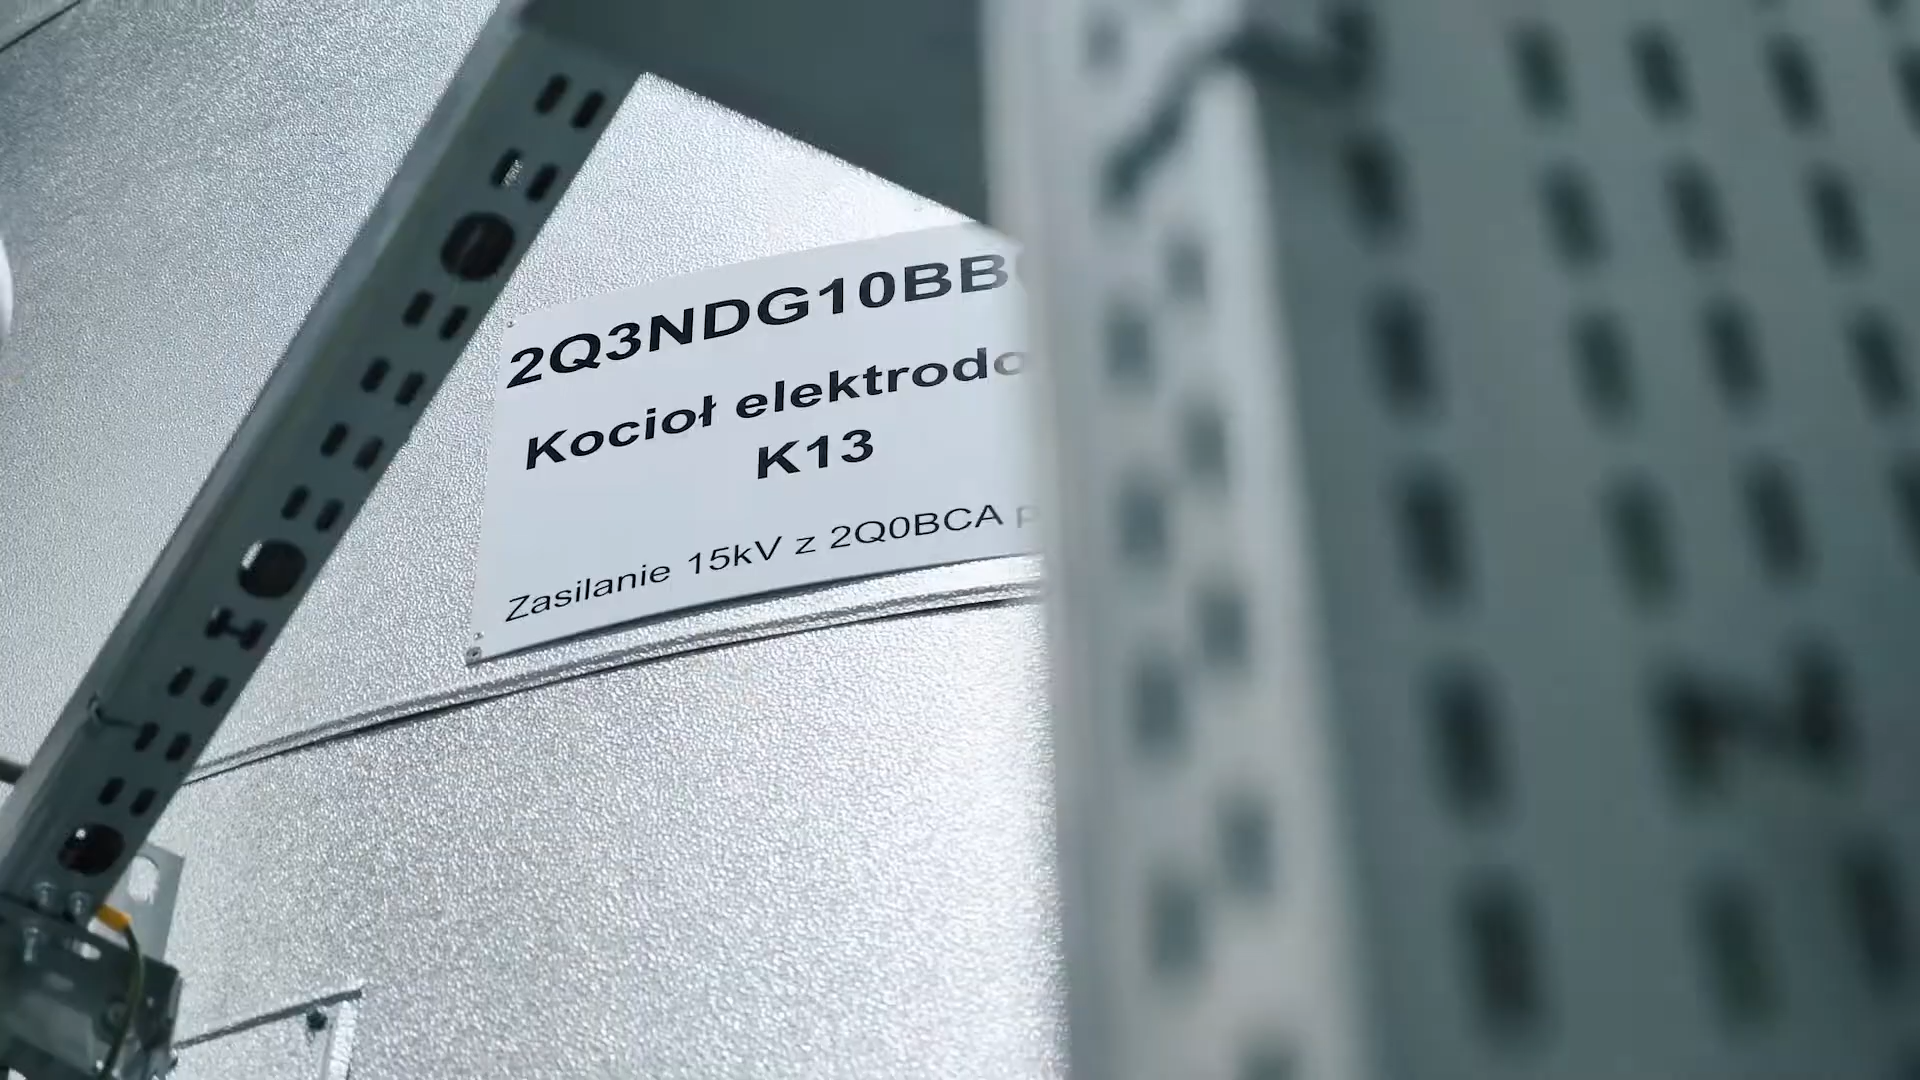 2Q3NDG10BB
Kocioł elektrodo
K13
Zasilanie 15kV z 2Q0BCA p